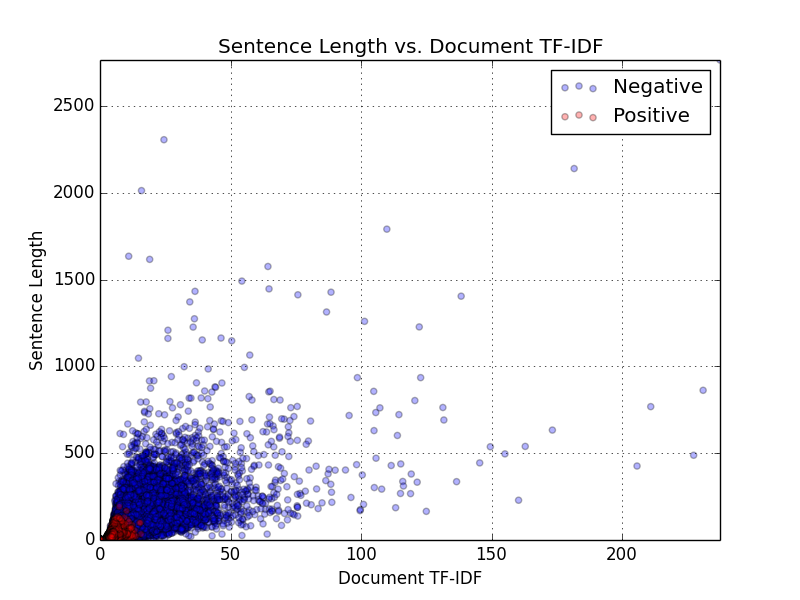 Sentence Length vs. Document TF-IDF
Negative
Positive
2500
2000
1500
1000
500
0
Sentence Length
0 50 100 150 200
Document TF-IDF